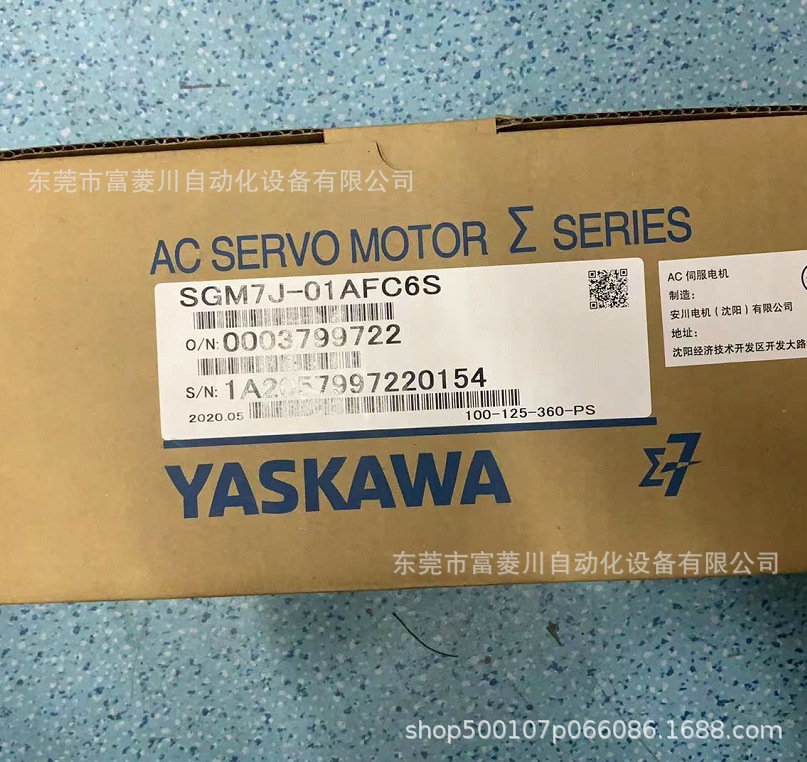 东莞市富菱川自动化设备有限公司
AC SERVO MOTOR Σ SERIES
SGM7J-01AFC6S
O/N: 0003799722
S/N: 1A2057997220154
2020.05
100-125-360-PS
AC 伺服电机
制造：
安川电机（沈阳）有限公司
地址：
沈阳经济技术开发区开发大路
YASKAWA
Σ-7
东莞市富菱川自动化设备有限公司
shop500107p066086.1688.com